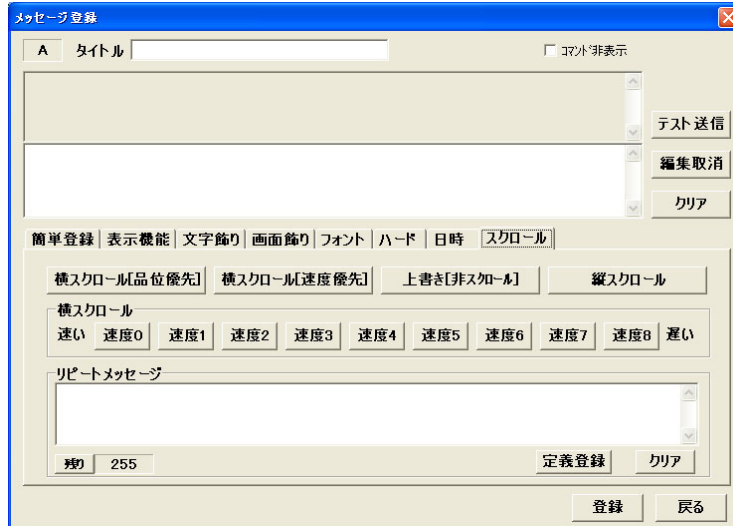 メッセージ登録
A タイトル コマンド非表示
テスト送信
編集取消
クリア
簡単登録 表示機能 文字飾り 画面飾り フォント ハード 日時 スクロール
横スクロール[品位優先] 横スクロール[速度優先] 上書き[非スクロール] 縦スクロール
横スクロール
速い 速度0 速度1 速度2 速度3 速度4 速度5 速度6 速度7 速度8 遅い
リピートメッセージ
残り 255 定義登録 クリア
登録 戻る